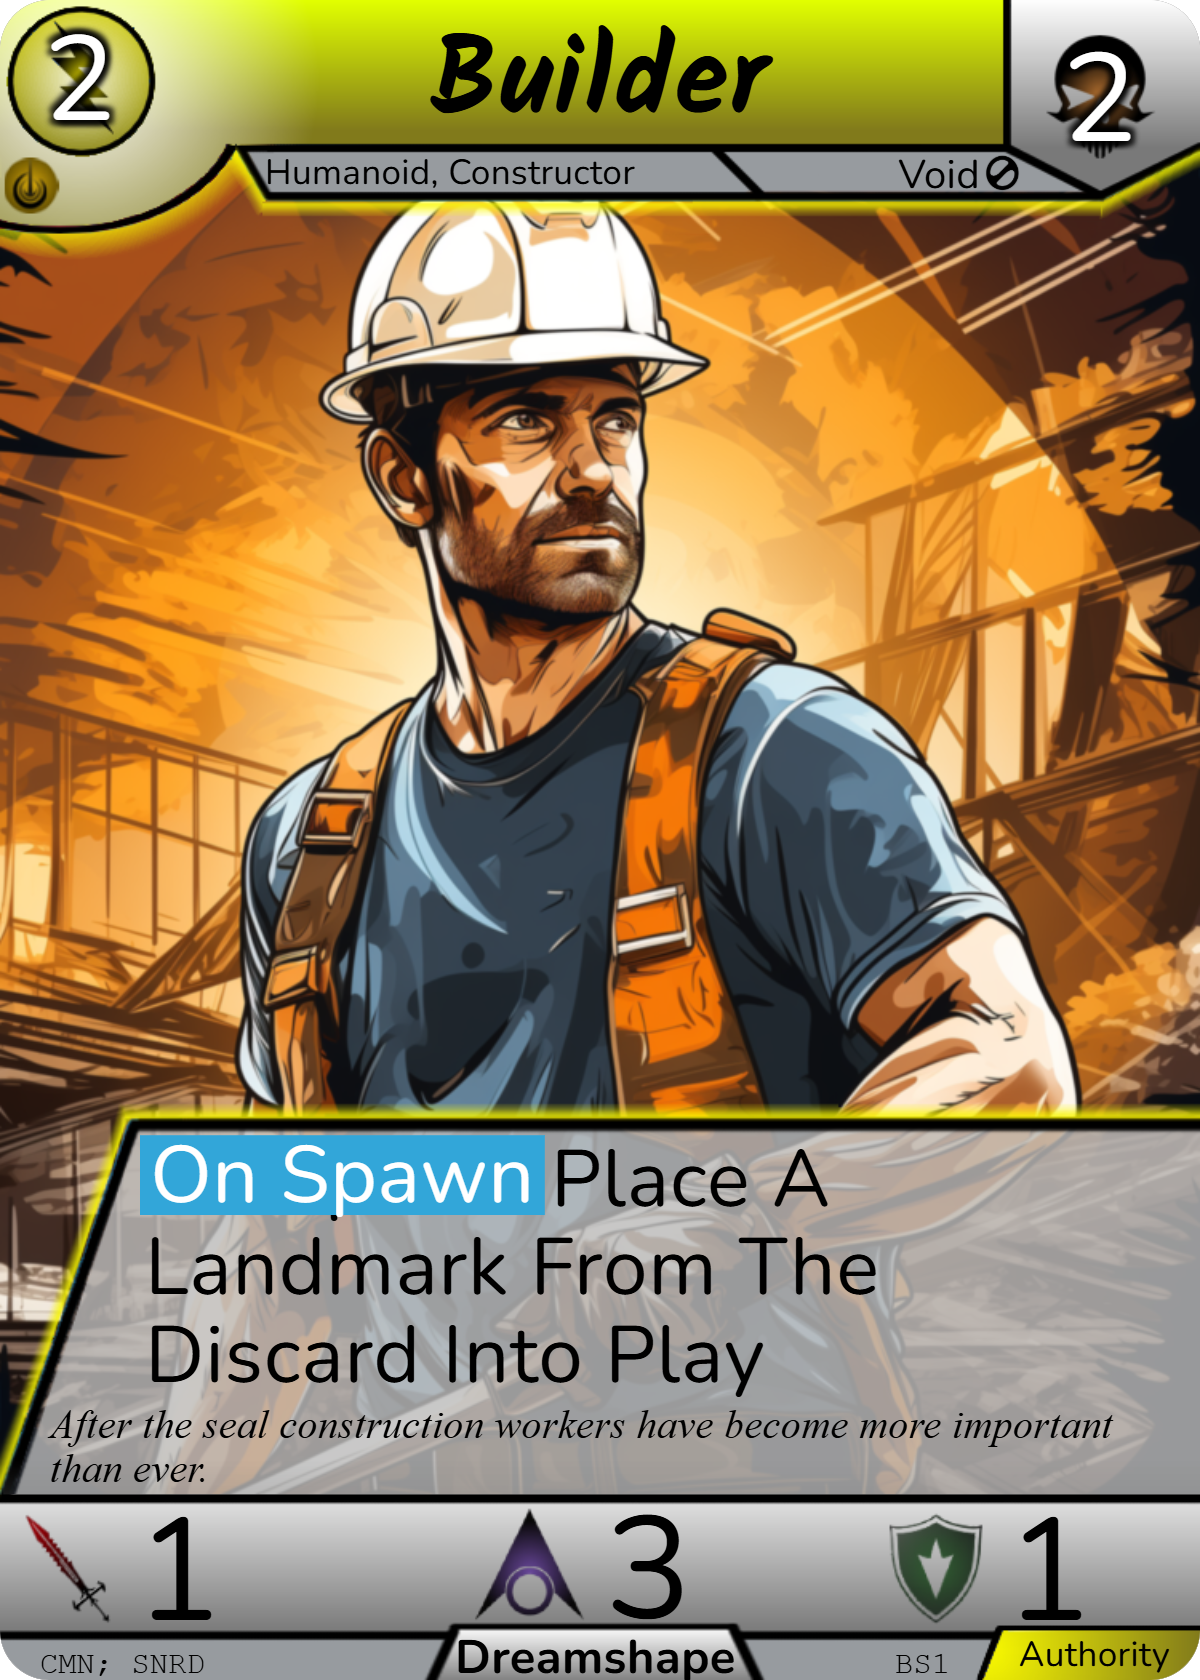 2
Builder
2
Humanoid, Constructor
Void
On Spawn Place A
Landmark From The
Discard Into Play
After the seal construction workers have become more important
than ever.
1
3
1
CMN; SNRD
Dreamshape
BS1
Authority